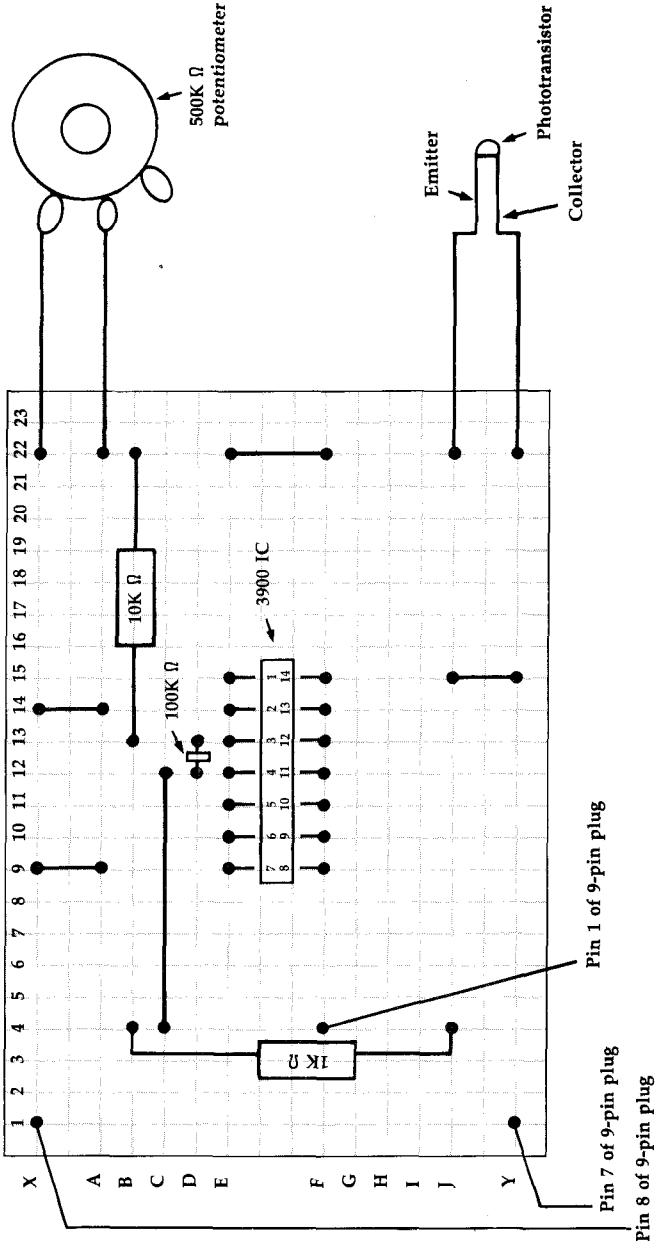 1 2 3 4 5 6 7 8 9 10 11 12 13 14 15 16 17 18 19 20 21 22 23
X
A
B
C
D
E
F
G
H
I
J
Y
500K Ω
potentiometer
10K Ω
100K Ω
3900 IC
7 6 5 4 3 2 1
8 9 10 11 12 13 14
1K Ω
Emitter
Phototransistor
Collector
Pin 1 of 9-pin plug
Pin 7 of 9-pin plug
Pin 8 of 9-pin plug